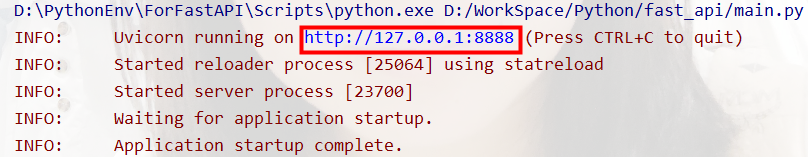 D:\PythonEnv\ForFastAPI\Scripts\python.exe D:/WorkSpace/Python/fast_api/main.py
INFO:     Uvicorn running on http://127.0.0.1:8888 (Press CTRL+C to quit)
INFO:     Started reloader process [25064] using statreload
INFO:     Started server process [23700]
INFO:     Waiting for application startup.
INFO:     Application startup complete.